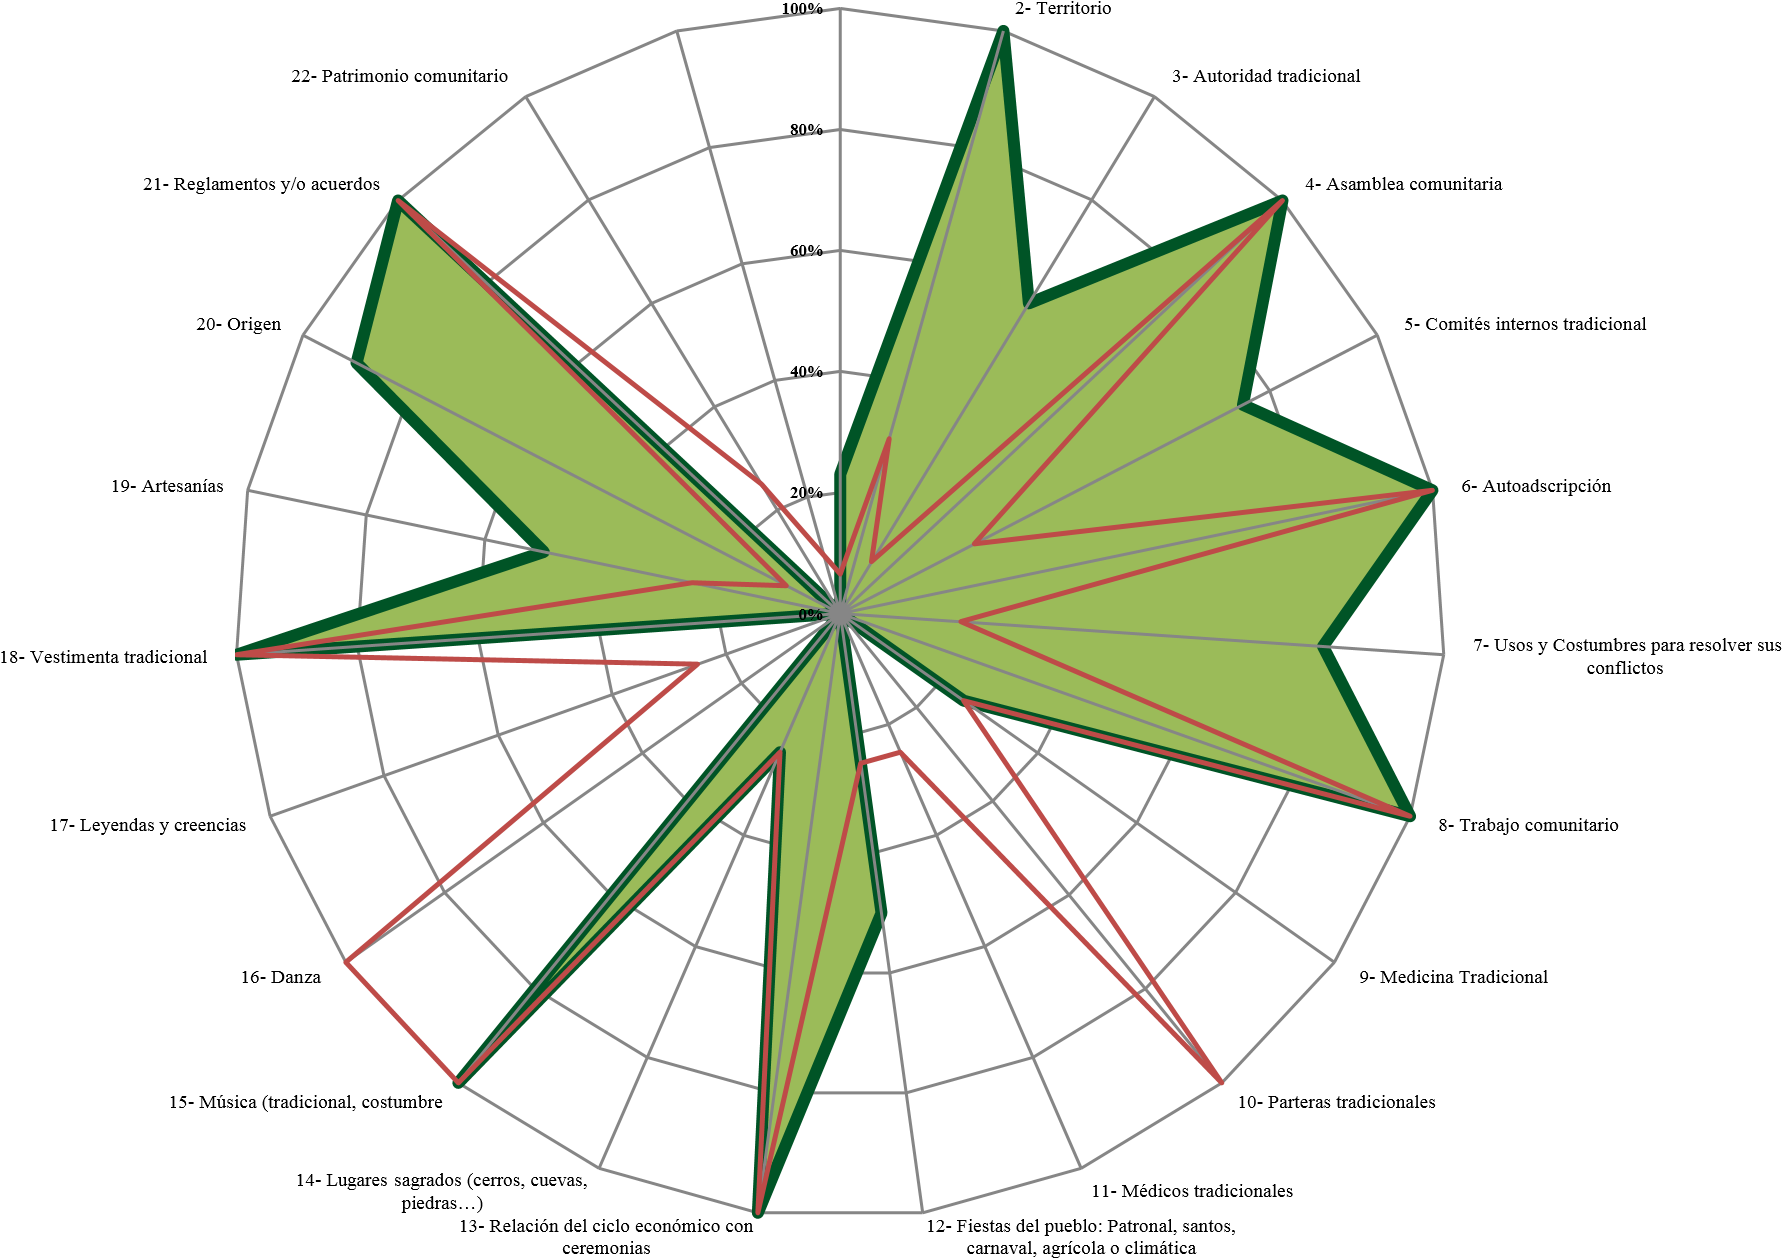 100%
80%
60%
40%
20%
0%
2- Territorio
3- Autoridad tradicional
4- Asamblea comunitaria
5- Comités internos tradicional
6- Autoadscripción
7- Usos y Costumbres para resolver sus
conflictos
8- Trabajo comunitario
9- Medicina Tradicional
10- Parteras tradicionales
11- Médicos tradicionales
12- Fiestas del pueblo: Patronal, santos,
carnaval, agrícola o climática
13- Relación del ciclo económico con
ceremonias
14- Lugares sagrados (cerros, cuevas,
piedras…)
15- Música (tradicional, costumbre
16- Danza
17- Leyendas y creencias
18- Vestimenta tradicional
19- Artesanías
20- Origen
21- Reglamentos y/o acuerdos
22- Patrimonio comunitario